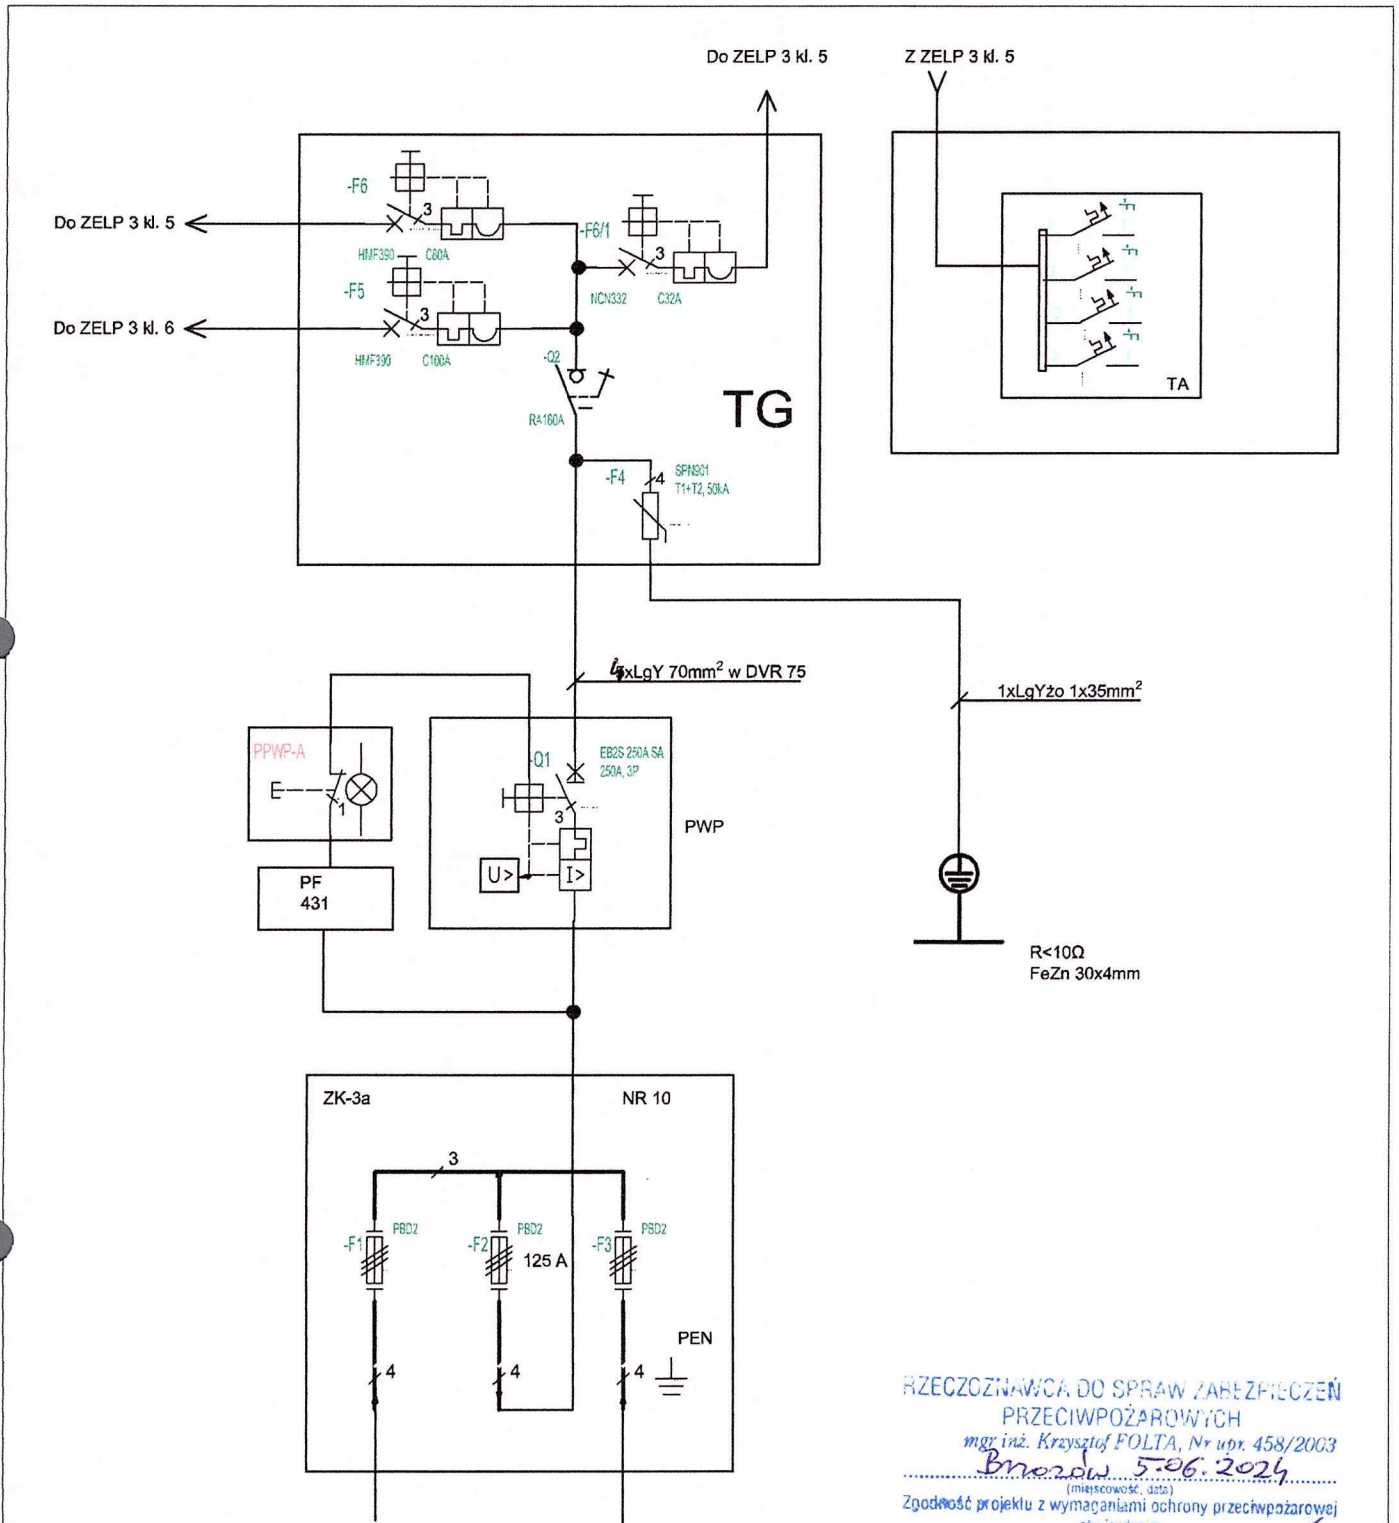 Do ZELP 3 kl. 5
Z ZELP 3 kl. 5
-F6
3
Do ZELP 3 kl. 5
HMF390
C80A
-F6/1
3
NCN332
C32A
-F5
3
Do ZELP 3 kl. 6
HMF390
C100A
-Q2
RA160A
TG
TA
-F4
4
SPN901
T1+T2, 50kA
xLgY 70mm² w DVR 75
1xLgYżo 1x35mm²
PPWP-A
1
-Q1
EB2S 250A SA
250A, 3P
3
PWP
U>
I>
PF
431
R<10Ω
FeZn 30x4mm
ZK-3a
NR 10
3
-F1
PBD2
-F2
PBD2
125 A
-F3
PBD2
PEN
4
4
4
RZECZOZNAWCA DO SPRAW ZABEZPIECZEŃ
PRZECIWPOŻAROWYCH
mgr inż. Krzysztof FOLTA, Nr upr. 458/2003
Brzozów 5.06.2024
(miejscowość, data)
Zgodność projektu z wymaganiami ochrony przeciwpożarowej